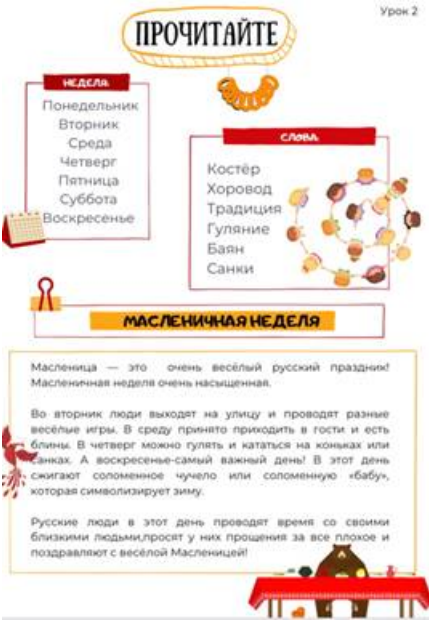 Урок 2
ПРОЧИТАЙТЕ
НЕДЕЛЯ
Понедельник
Вторник
Среда
Четверг
Пятница
Суббота
Воскресенье
СЛОВА
Костёр
Хоровод
Традиция
Гуляние
Баян
Санки
МАСЛЕНИЧНАЯ НЕДЕЛЯ
Масленица — это очень весёлый русский праздник!
Масленичная неделя очень насыщенная.
Во вторник люди выходят на улицу и проводят разные
весёлые игры. В среду принято приходить в гости и есть
блины. В четверг можно гулять и кататься на коньках или
санках. А воскресенье-самый важный день! В этот день
сжигают соломенное чучело или соломенную «бабу»,
которая символизирует зиму.
Русские люди в этот день проводят время со своими
близкими людьми,просят у них прощения за все плохое и
поздравляют с весёлой Масленицей!